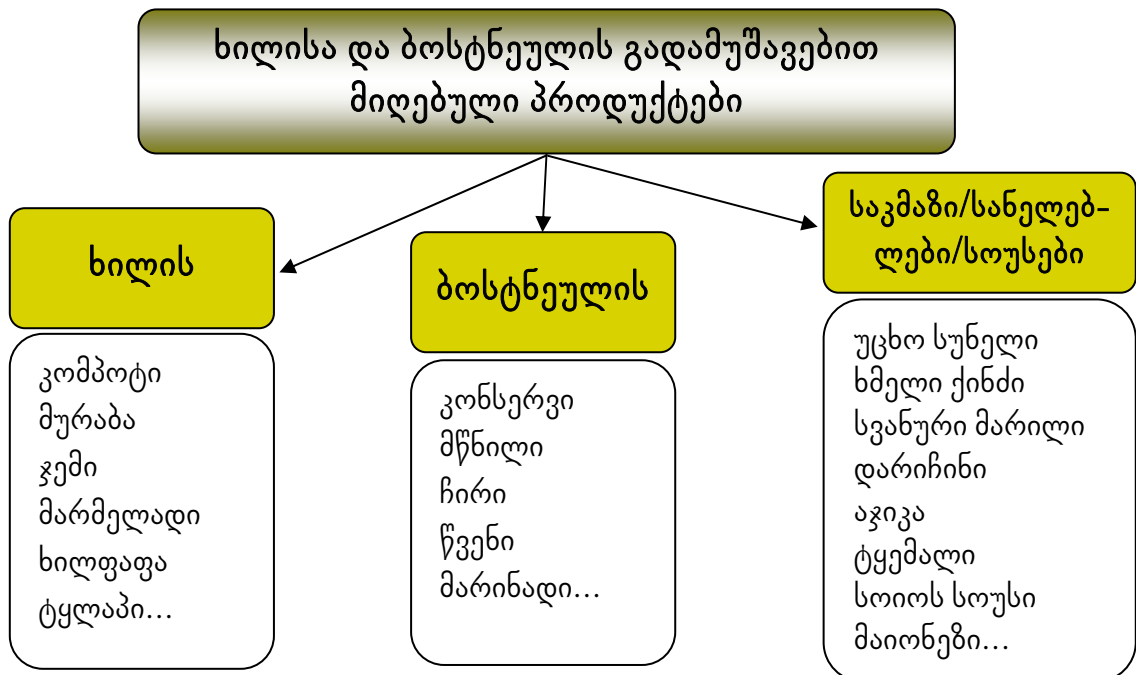 ხილისა და ბოსტნეულის გადამუშავებით
მიღებული პროდუქტები
ხილის
კომპოტი
მურაბა
ჯემი
მარმელადი
ხილფაფა
ტყლაპი...
ბოსტნეულის
კონსერვი
მწნილი
ჩირი
წვენი
მარინადი...
საკმაზი/სანელებ-
ლები/სოუსები
უცხო სუნელი
ხმელი ქინძი
სვანური მარილი
დარიჩინი
აჯიკა
ტყემალი
სოიოს სოუსი
მაიონეზი...